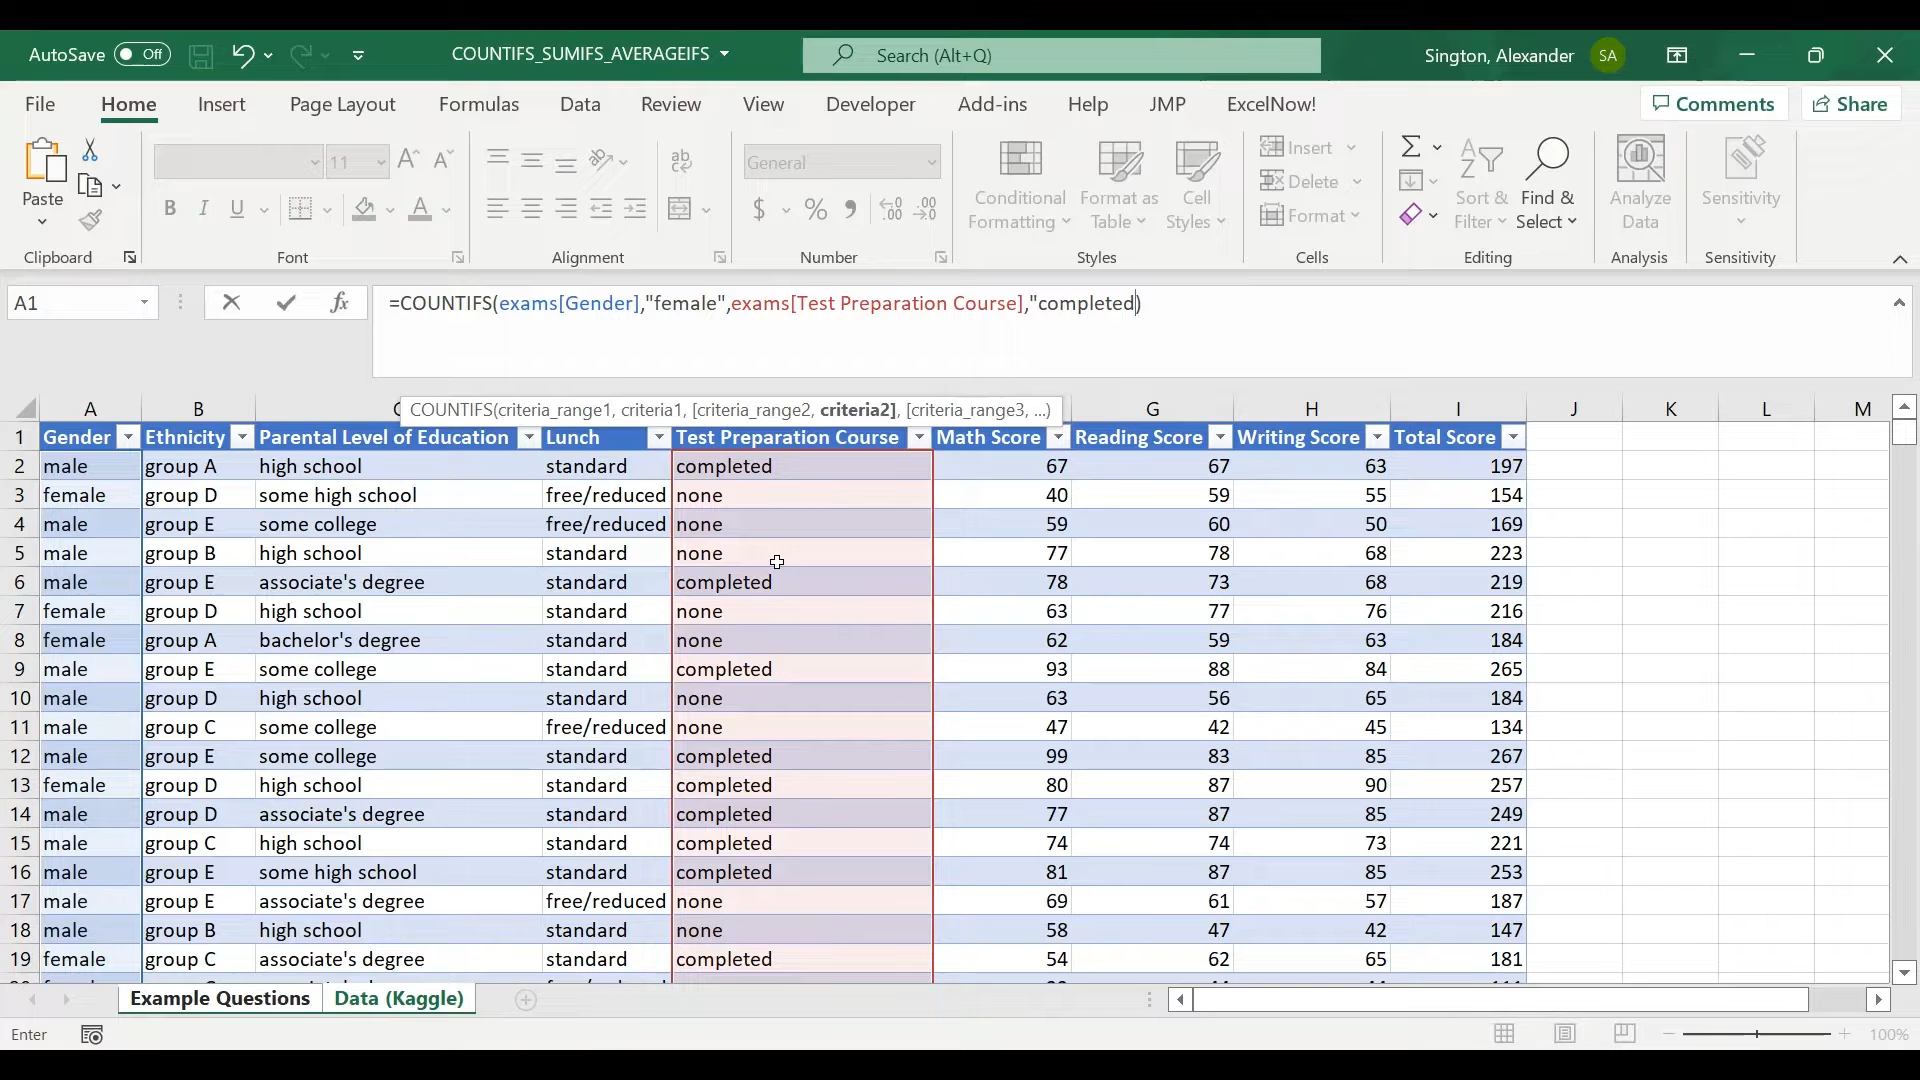 AutoSave Off COUNTIFS_SUMIFS_AVERAGEIFS Search (Alt+Q) Sington, Alexander SA
File Home Insert Page Layout Formulas Data Review View Developer Add-ins Help JMP ExcelNow! Comments Share
Paste 11 A A ab General $ % Conditional Formatting Format as Table Cell Styles Insert Delete Format Sort & Filter Find & Select Analyze Data Sensitivity
B I U A
Clipboard Font Alignment Number Styles Cells Editing Analysis Sensitivity
A1 fx =COUNTIFS(exams[Gender],"female",exams[Test Preparation Course],"completed)
COUNTIFS(criteria_range1, criteria1, [criteria_range2, criteria2], [criteria_range3, ...)
A B C G H I J K L M
1 Gender Ethnicity Parental Level of Education Lunch Test Preparation Course Math Score Reading Score Writing Score Total Score
2 male group A high school standard completed 67 67 63 197
3 female group D some high school free/reduced none 40 59 55 154
4 male group E some college free/reduced none 59 60 50 169
5 male group B high school standard none 77 78 68 223
6 male group E associate's degree standard completed 78 73 68 219
7 female group D high school standard none 63 77 76 216
8 female group A bachelor's degree standard none 62 59 63 184
9 male group E some college standard completed 93 88 84 265
10 male group D high school standard none 63 56 65 184
11 male group C some college free/reduced none 47 42 45 134
12 male group E some college standard completed 99 83 85 267
13 female group D high school standard completed 80 87 90 257
14 male group D associate's degree standard completed 77 87 85 249
15 male group C high school standard completed 74 74 73 221
16 male group E some high school standard completed 81 87 85 253
17 male group E associate's degree free/reduced none 69 61 57 187
18 male group B high school standard none 58 47 42 147
19 female group C associate's degree standard completed 54 62 65 181
Example Questions Data (Kaggle)
Enter 100%